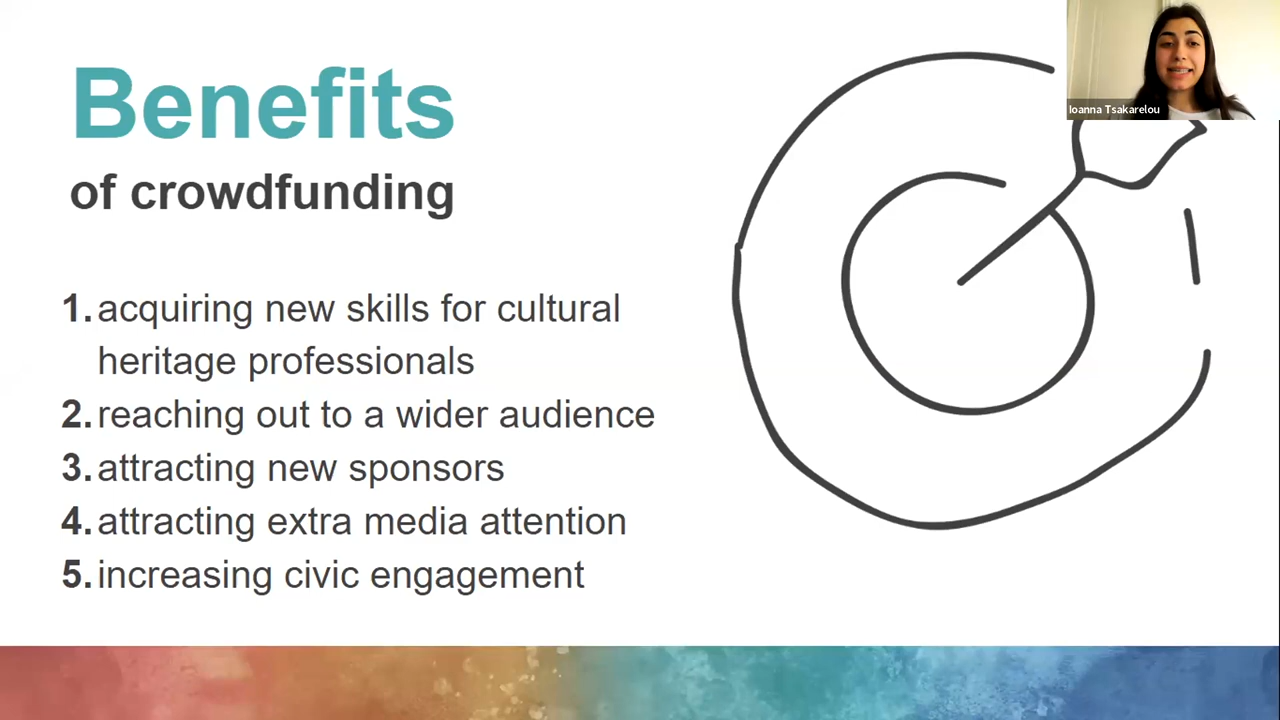 Benefits
of crowdfunding
1. acquiring new skills for cultural
heritage professionals
2. reaching out to a wider audience
3. attracting new sponsors
4. attracting extra media attention
5. increasing civic engagement
Ioanna Tsakarelou